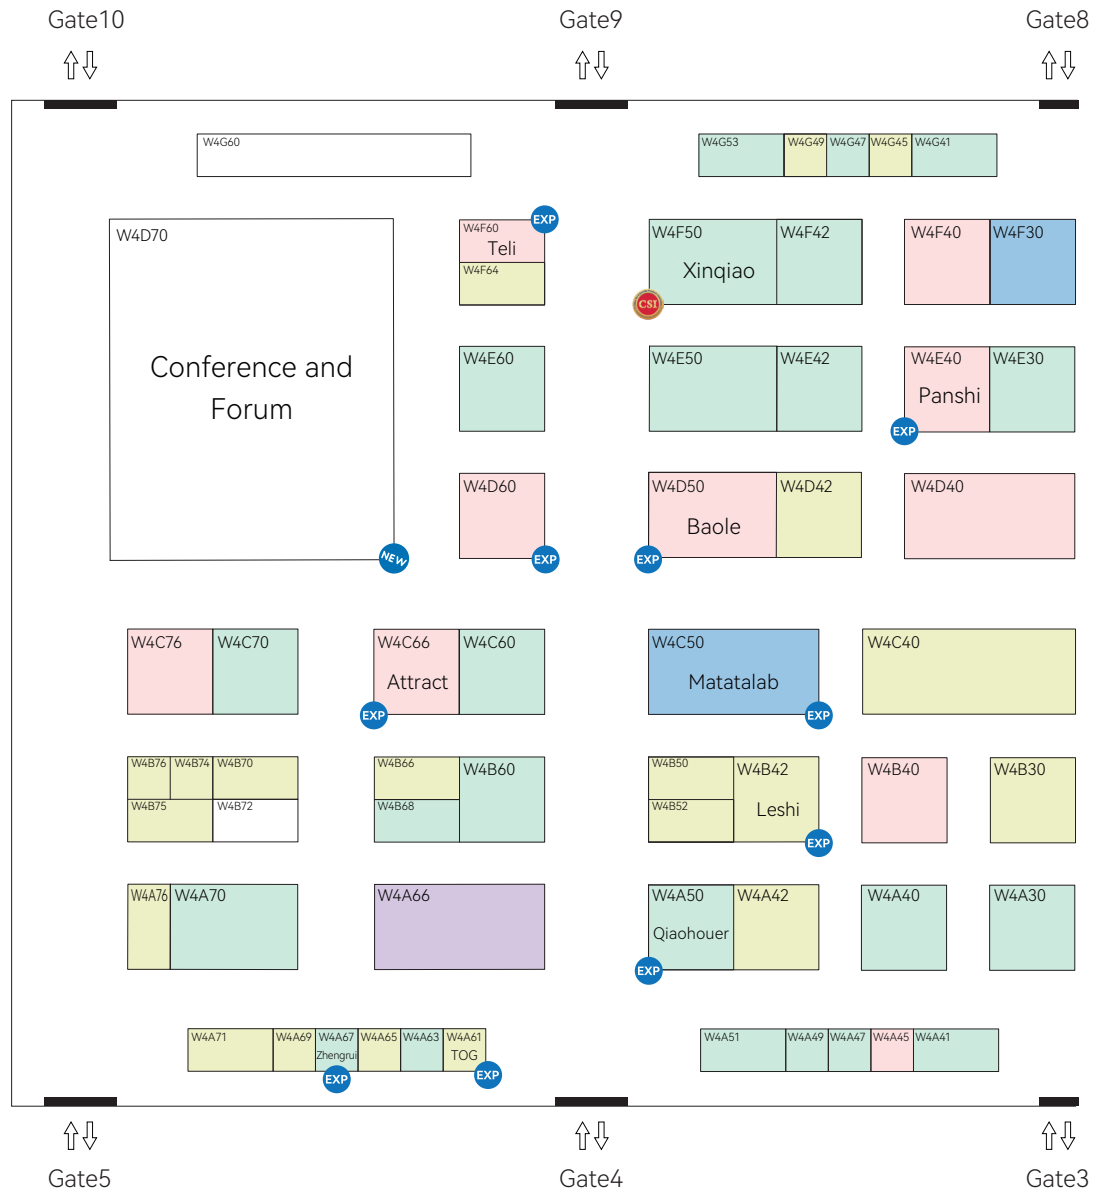 Gate10
Gate9
Gate8
W4G60
W4G53
W4G49
W4G47
W4G45
W4G41
W4D70
Conference and
Forum
NEW
W4F60
Teli
EXP
W4F64
W4F50
Xinqiao
CSI
W4F42
W4F40
W4F30
W4E60
W4E50
W4E42
W4E40
Panshi
EXP
W4E30
W4D60
EXP
W4D50
Baole
EXP
W4D42
W4D40
W4C76
W4C70
W4C66
Attract
EXP
W4C60
W4C50
Matatalab
EXP
W4C40
W4B76
W4B74
W4B70
W4B75
W4B72
W4B66
W4B68
W4B60
W4B50
W4B52
W4B42
Leshi
EXP
W4B40
W4B30
W4A76
W4A70
W4A66
W4A50
Qiaohouer
EXP
W4A42
W4A40
W4A30
W4A71
W4A69
W4A67
Zhengrui
EXP
W4A65
W4A63
W4A61
TOG
EXP
W4A51
W4A49
W4A47
W4A45
W4A41
Gate5
Gate4
Gate3